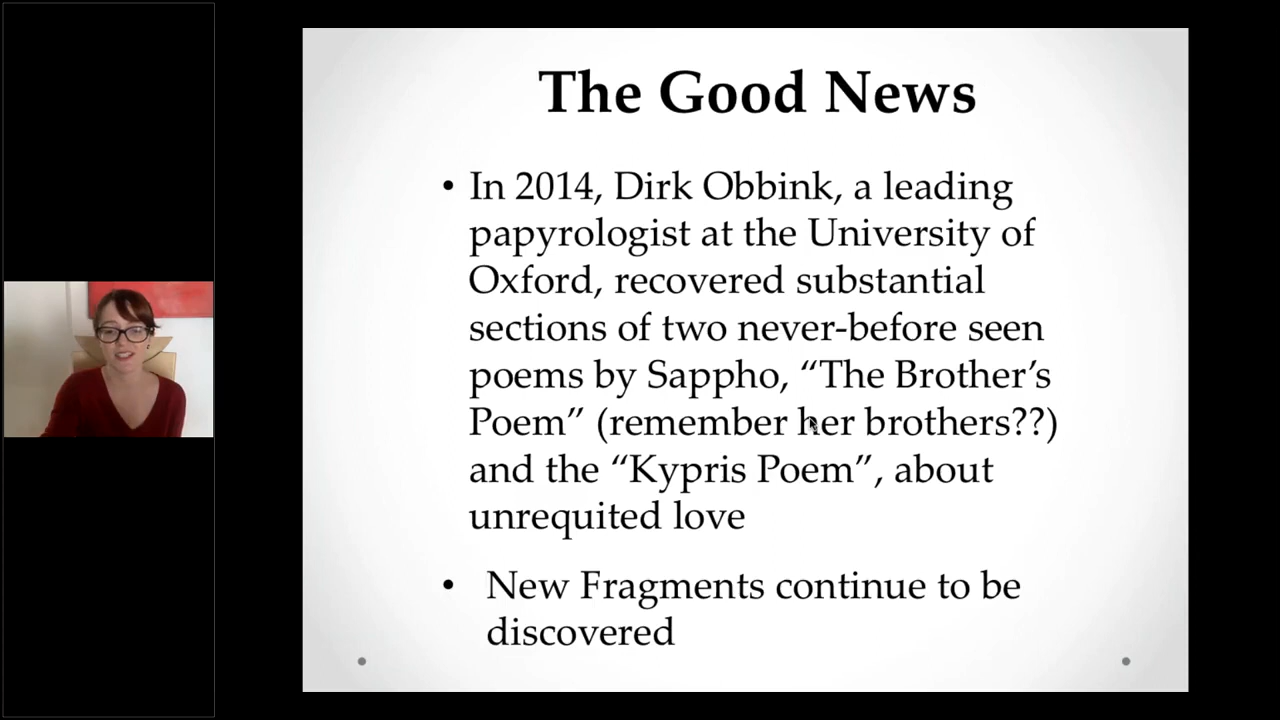 The Good News
• In 2014, Dirk Obbink, a leading
papyrologist at the University of
Oxford, recovered substantial
sections of two never-before seen
poems by Sappho, “The Brother’s
Poem” (remember her brothers??)
and the “Kypris Poem”, about
unrequited love
• New Fragments continue to be
discovered